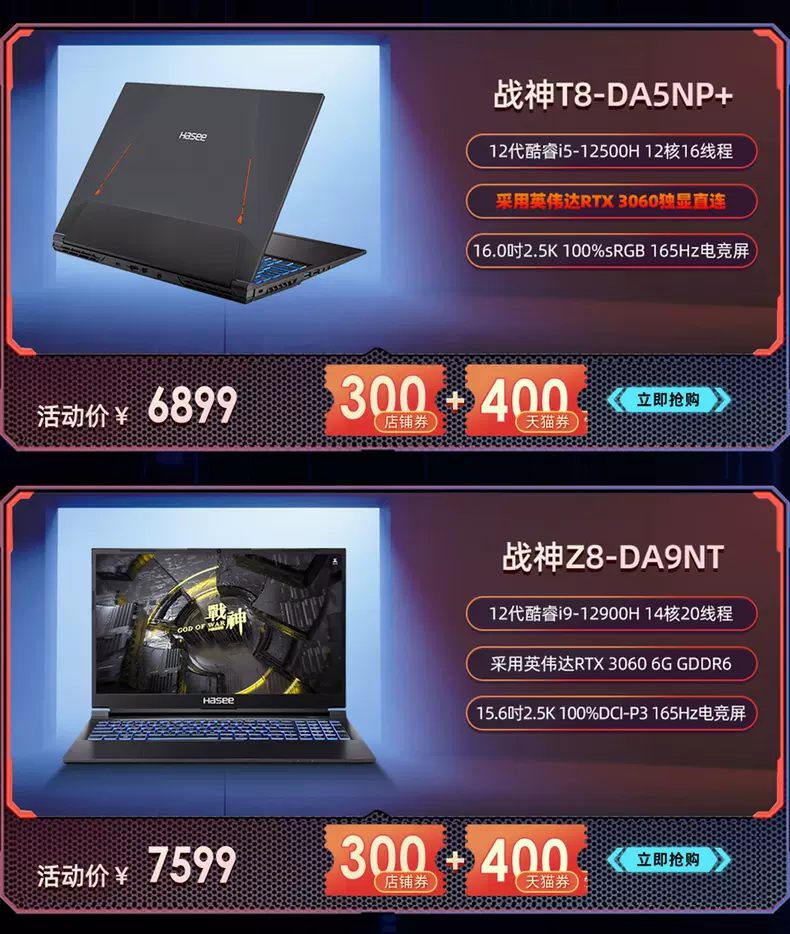 战神T8-DA5NP+
Hasee
12代酷睿i5-12500H 12核16线程
采用英伟达RTX 3060独显直连
16.0吋2.5K 100%sRGB 165Hz电竞屏
活动价￥ 6899
300 店铺券 + 400 天猫券
立即抢购
战神Z8-DA9NT
12代酷睿i9-12900H 14核20线程
戰神
GOD OF WAR
采用英伟达RTX 3060 6G GDDR6
Hasee
15.6吋2.5K 100%DCI-P3 165Hz电竞屏
活动价￥ 7599
300 店铺券 + 400 天猫券
立即抢购